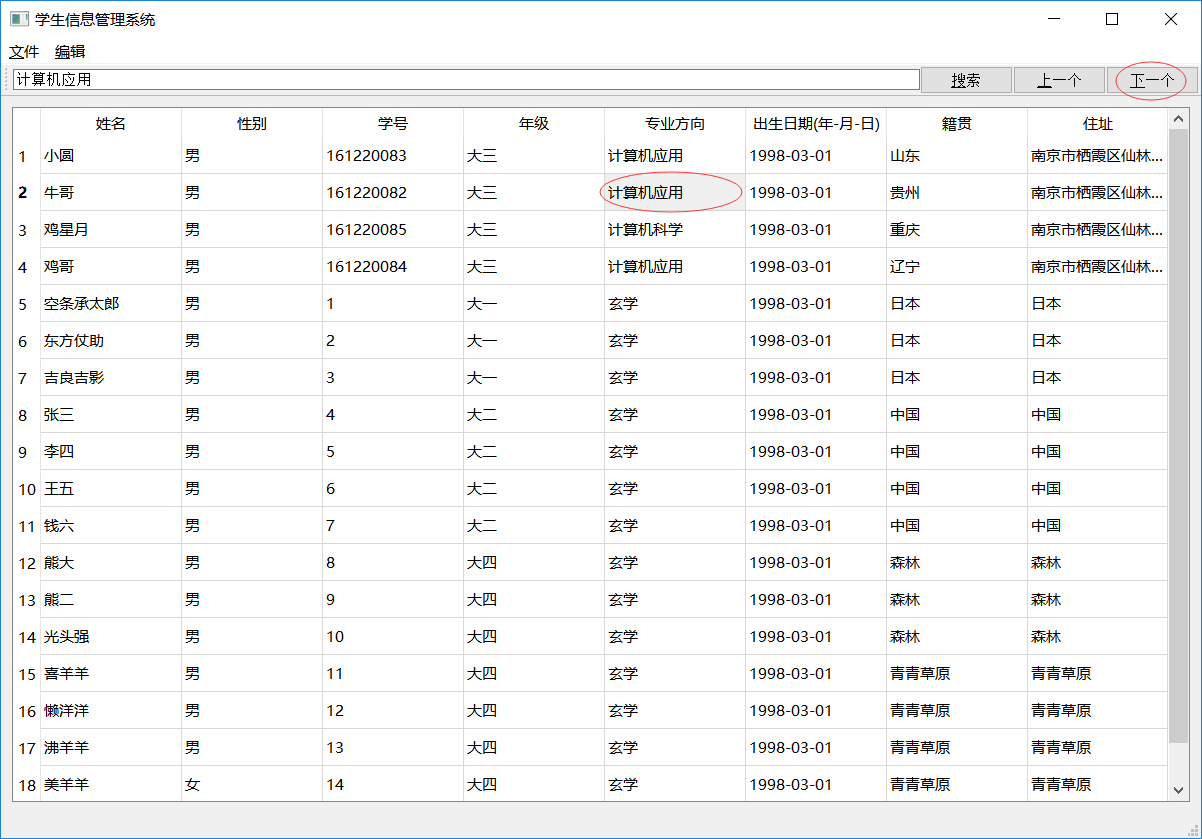 学生信息管理系统
文件 编辑
计算机应用 搜索 上一个 下一个
姓名 性别 学号 年级 专业方向 出生日期(年-月-日) 籍贯 住址
1 小圆 男 161220083 大三 计算机应用 1998-03-01 山东 南京市栖霞区仙林...
2 牛哥 男 161220082 大三 计算机应用 1998-03-01 贵州 南京市栖霞区仙林...
3 鸡星月 男 161220085 大三 计算机科学 1998-03-01 重庆 南京市栖霞区仙林...
4 鸡哥 男 161220084 大三 计算机应用 1998-03-01 辽宁 南京市栖霞区仙林...
5 空条承太郎 男 1 大一 玄学 1998-03-01 日本 日本
6 东方仗助 男 2 大一 玄学 1998-03-01 日本 日本
7 吉良吉影 男 3 大一 玄学 1998-03-01 日本 日本
8 张三 男 4 大二 玄学 1998-03-01 中国 中国
9 李四 男 5 大二 玄学 1998-03-01 中国 中国
10 王五 男 6 大二 玄学 1998-03-01 中国 中国
11 钱六 男 7 大二 玄学 1998-03-01 中国 中国
12 熊大 男 8 大四 玄学 1998-03-01 森林 森林
13 熊二 男 9 大四 玄学 1998-03-01 森林 森林
14 光头强 男 10 大四 玄学 1998-03-01 森林 森林
15 喜羊羊 男 11 大四 玄学 1998-03-01 青青草原 青青草原
16 懒洋洋 男 12 大四 玄学 1998-03-01 青青草原 青青草原
17 沸羊羊 男 13 大四 玄学 1998-03-01 青青草原 青青草原
18 美羊羊 女 14 大四 玄学 1998-03-01 青青草原 青青草原